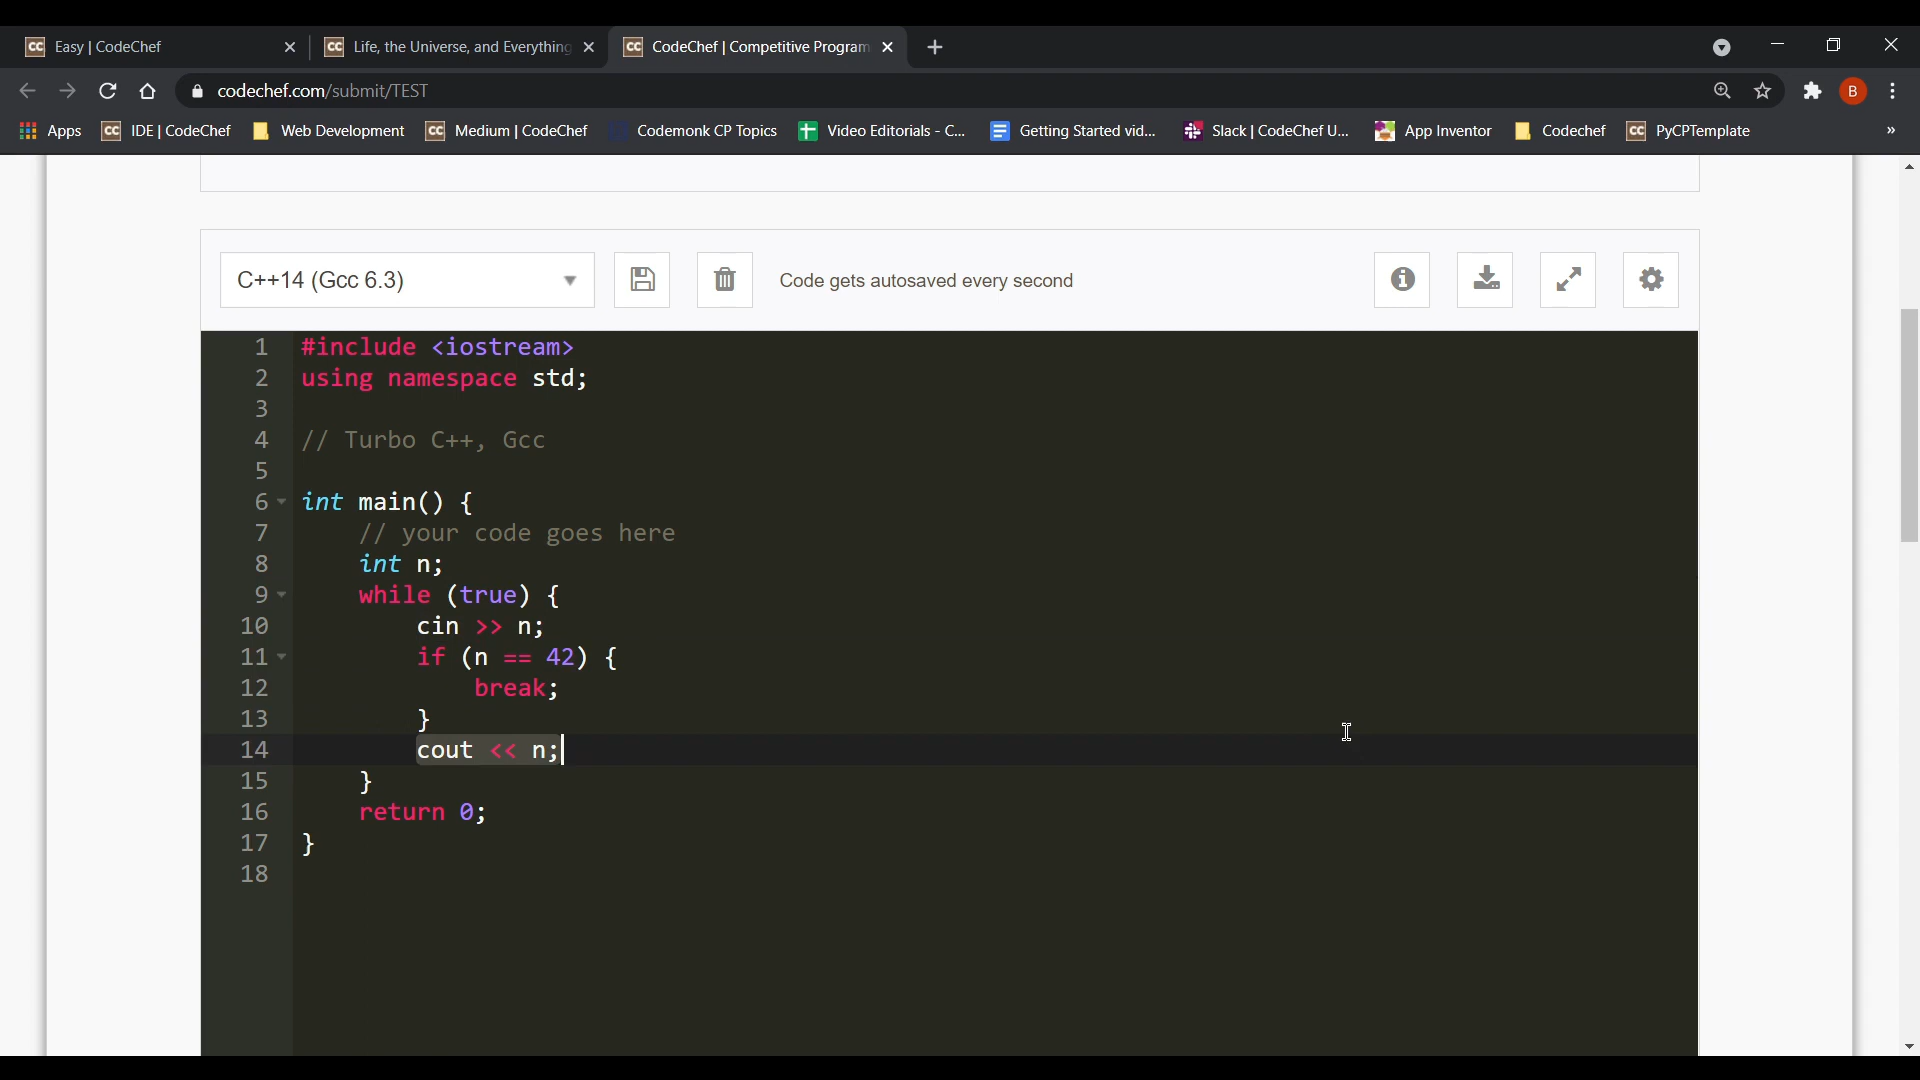 Easy | CodeChef
Life, the Universe, and Everything
CodeChef | Competitive Program
codechef.com/submit/TEST
B
Apps
IDE | CodeChef
Web Development
Medium | CodeChef
Codemonk CP Topics
Video Editorials - C...
Getting Started vid...
Slack | CodeChef U...
App Inventor
Codechef
PyCPTemplate
»
C++14 (Gcc 6.3)
Code gets autosaved every second
1 #include <iostream>
2 using namespace std;
3
4 // Turbo C++, Gcc
5
6 int main() {
7 // your code goes here
8 int n;
9 while (true) {
10 cin >> n;
11 if (n == 42) {
12 break;
13 }
14 cout << n;
15 }
16 return 0;
17 }
18